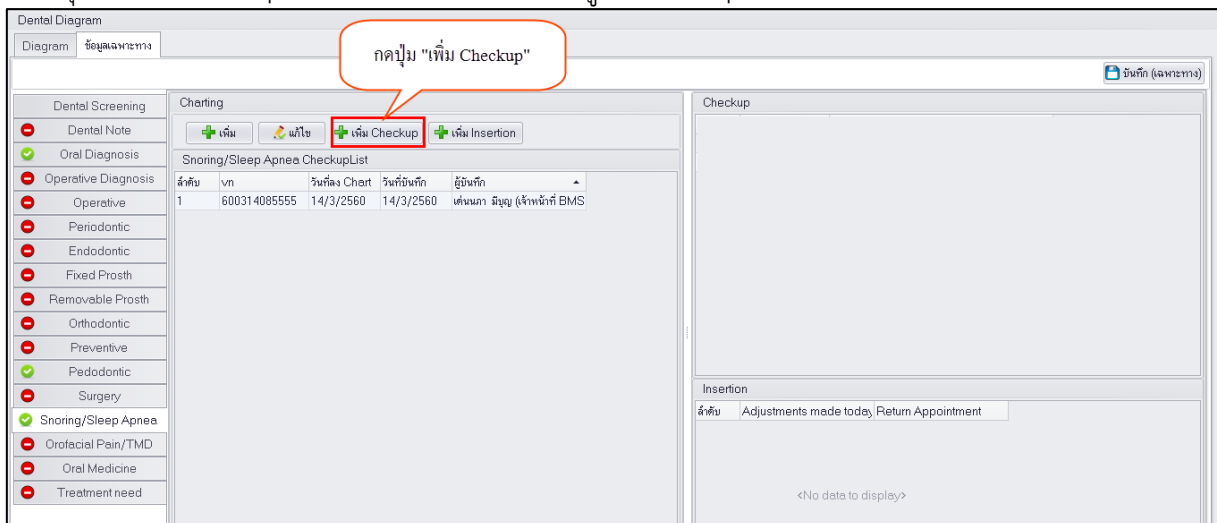 Dental Diagram
Diagram ข้อมูลเฉพาะทาง
กดปุ่ม "เพิ่ม Checkup"
บันทึก (เฉพาะทาง)
Dental Screening
Dental Note
Oral Diagnosis
Operative Diagnosis
Operative
Periodontic
Endodontic
Fixed Prosth
Removable Prosth
Orthodontic
Preventive
Pedodontic
Surgery
Snoring/Sleep Apnea
Orofacial Pain/TMD
Oral Medicine
Treatment need
Charting
เพิ่ม แก้ไข เพิ่ม Checkup เพิ่ม Insertion
Snoring/Sleep Apnea CheckupList
ลำดับ vn วันที่ลง Chart วันที่บันทึก ผู้บันทึก
1 600314085555 14/3/2560 14/3/2560 เด่นนภา มีบุญ (เจ้าหน้าที่ BMS
Checkup
Insertion
ลำดับ Adjustments made today Return Appointment
<No data to display>